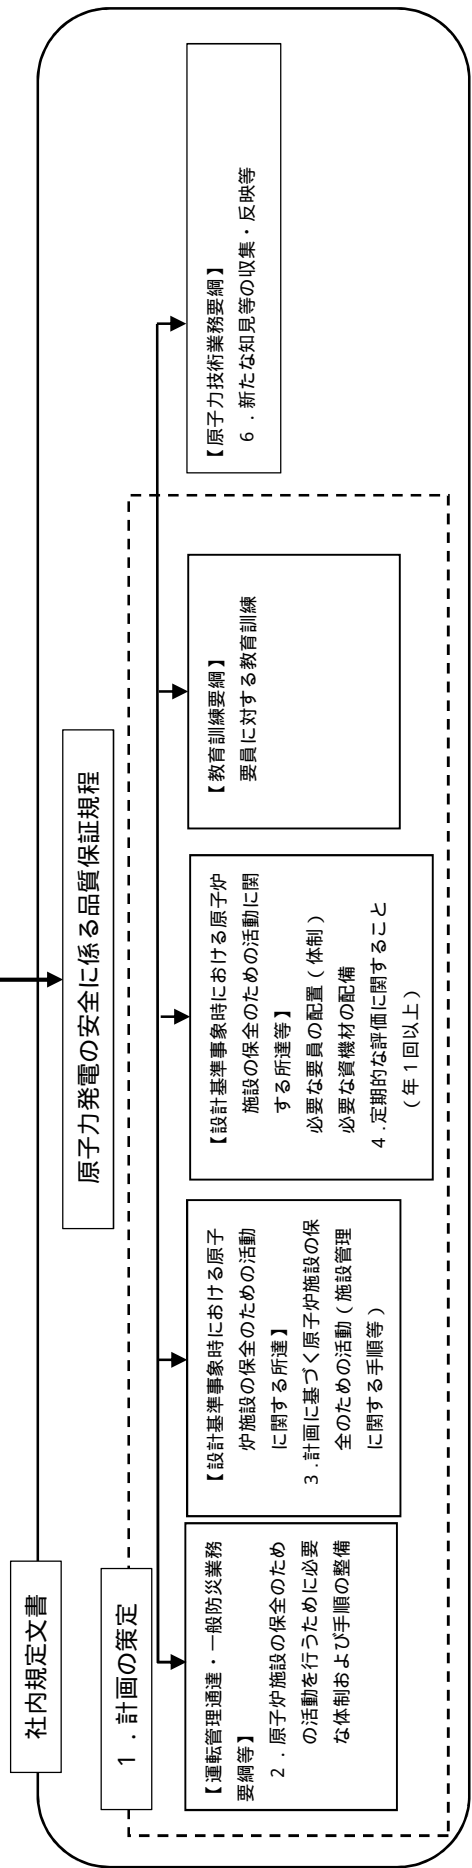 社内規定文書
原子力発電の安全に係る品質保証規程
１．計画の策定
【運転管理通達・一般防災業務
要綱等】
２．原子炉施設の保全のため
の活動を行うために必要
な体制および手順の整備
【設計基準事象時における原子
炉施設の保全のための活動
に関する所達】
３.計画に基づく原子炉施設の保
全のための活動（施設管理
に関する手順等）
【設計基準事象時における原子炉
施設の保全のための活動に関
する所達等】
必要な要員の配置（体制）
必要な資機材の配備
４.定期的な評価に関すること
（年１回以上）
【教育訓練要綱】
要員に対する教育訓練
【原子力技術業務要綱】
６．新たな知見等の収集・反映等